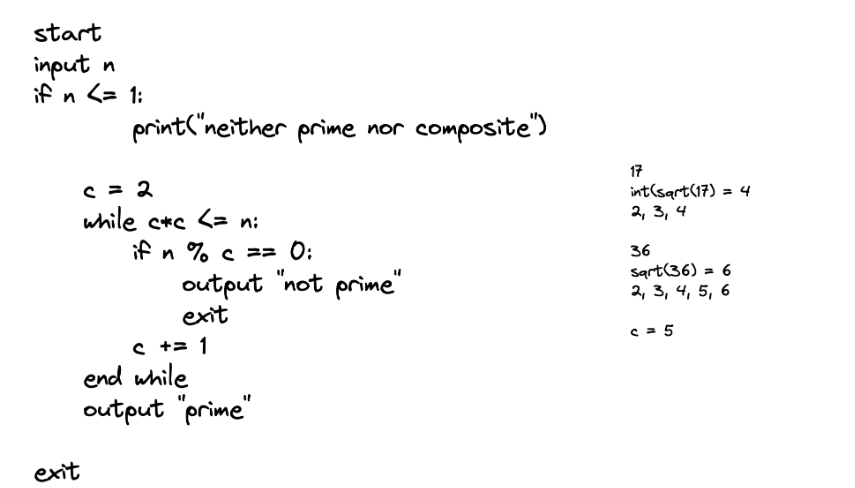 start
input n
if n <= 1:
print("neither prime nor composite")
c = 2
while c*c <= n:
if n % c == 0:
output "not prime"
exit
c += 1
end while
output "prime"
exit
17
int(sqrt(17) = 4
2, 3, 4
36
sqrt(36) = 6
2, 3, 4, 5, 6
c = 5